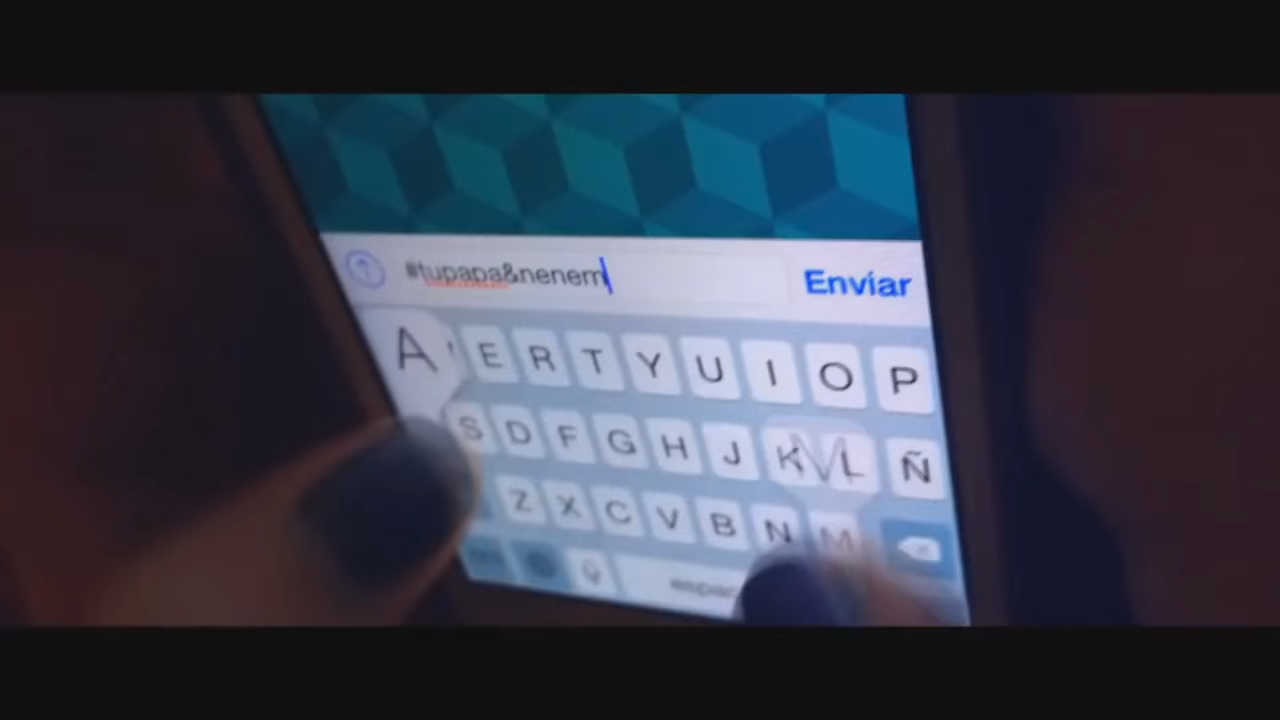 #tupapa&nenem
Enviar
A E R T Y U I O P
S D F G H J K L Ñ
Z X C V B N M